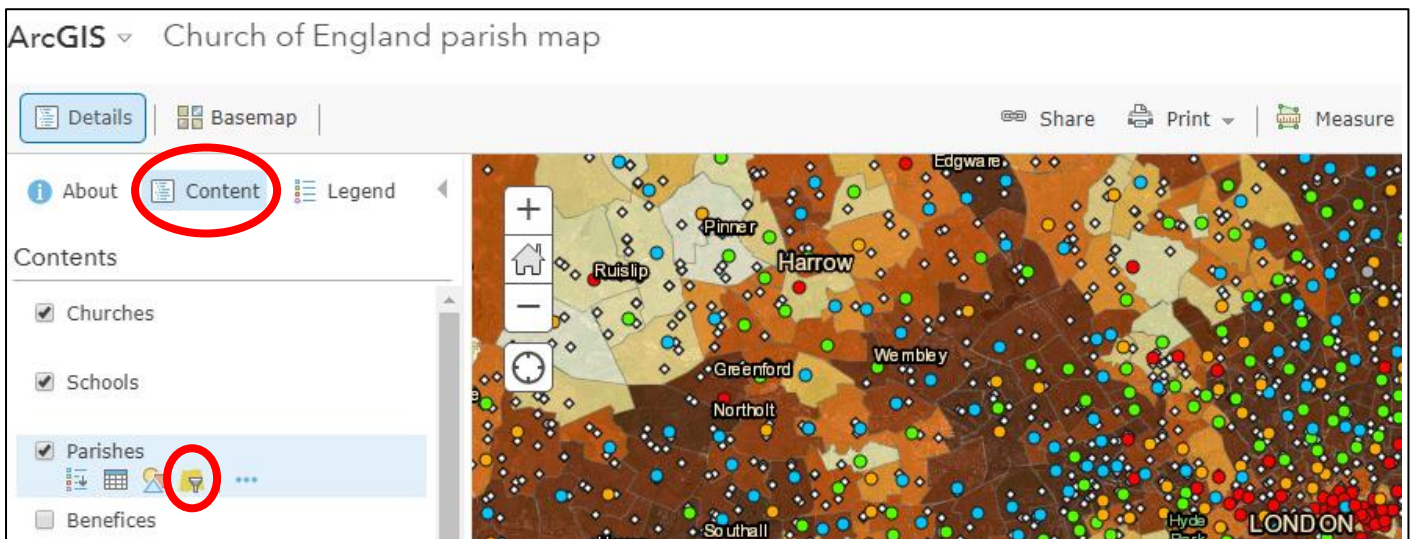 ArcGIS Church of England parish map
Details Basemap Share Print Measure
About Content Legend
Contents
Churches
Schools
Parishes
Benefices
Edgware
Pinner
Harrow
Ruislip
Wembley
Greenford
Northolt
Southall
Hyde
Park
LONDON